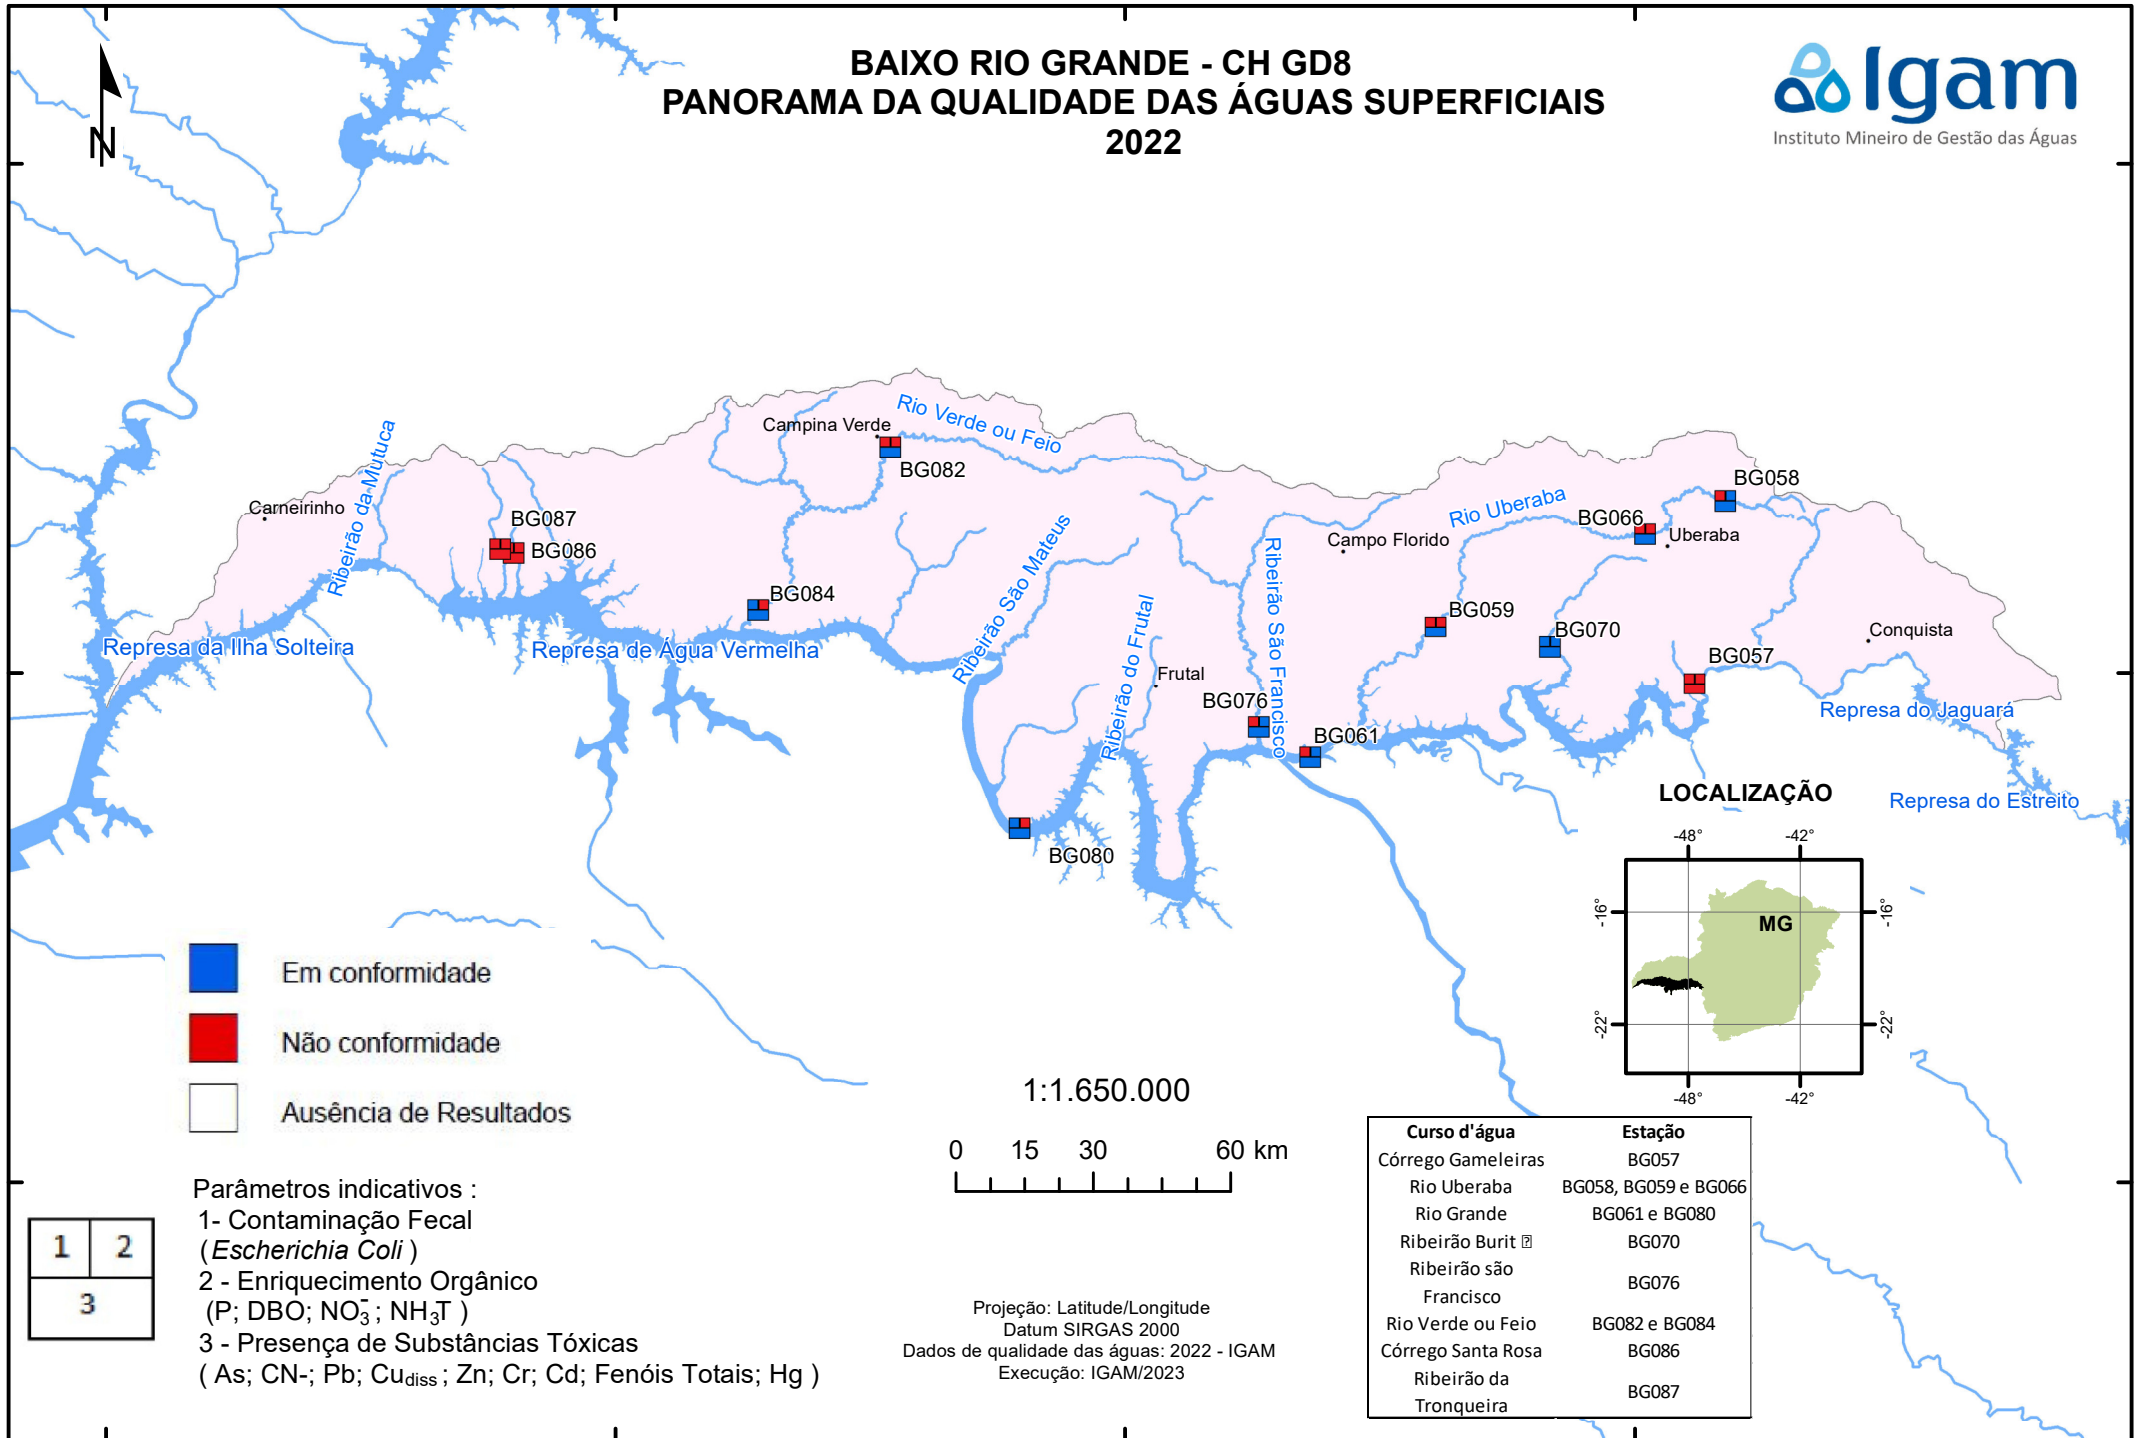 BAIXO RIO GRANDE - CH GD8
PANORAMA DA QUALIDADE DAS ÁGUAS SUPERFICIAIS
2022
Igam
Instituto Mineiro de Gestão das Águas
N
Campina Verde
Rio Verde ou Feio
BG082
Ribeirão da Mutuca
Carneirinho
BG087
BG086
BG084
Represa da Ilha Solteira
Represa de Água Vermelha
Ribeirão São Mateus
Ribeirão do Frutal
Frutal
BG076
Ribeirão São Francisco
BG061
BG080
Campo Florido
Rio Uberaba
BG066
Uberaba
BG058
BG059
BG070
BG057
Conquista
Represa do Jaguará
Represa do Estreito
LOCALIZAÇÃO
-48° -42°
-16° -16°
MG
-22° -22°
-48° -42°
Em conformidade
Não conformidade
Ausência de Resultados
1 2
3
Parâmetros indicativos :
1- Contaminação Fecal
(Escherichia Coli )
2 - Enriquecimento Orgânico
(P; DBO; NO₃⁻; NH₃T )
3 - Presença de Substâncias Tóxicas
( As; CN-; Pb; Cudiss ; Zn; Cr; Cd; Fenóis Totais; Hg )
1:1.650.000
0 15 30 60 km
Projeção: Latitude/Longitude
Datum SIRGAS 2000
Dados de qualidade das águas: 2022 - IGAM
Execução: IGAM/2023
Curso d'água Estação
Córrego Gameleiras BG057
Rio Uberaba BG058, BG059 e BG066
Rio Grande BG061 e BG080
Ribeirão Burit BG070
Ribeirão são
Francisco BG076
Rio Verde ou Feio BG082 e BG084
Córrego Santa Rosa BG086
Ribeirão da
Tronqueira BG087